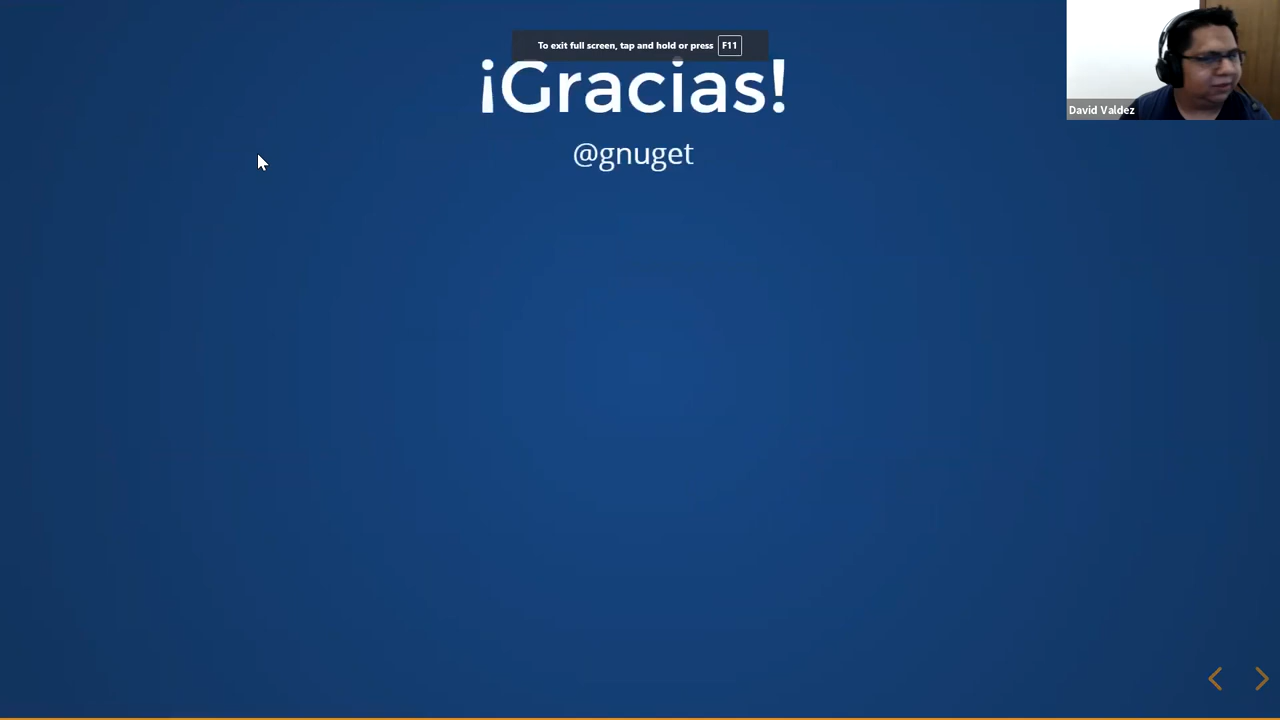 To exit full screen, tap and hold or press F11
¡Gracias!
@gnuget
David Valdez